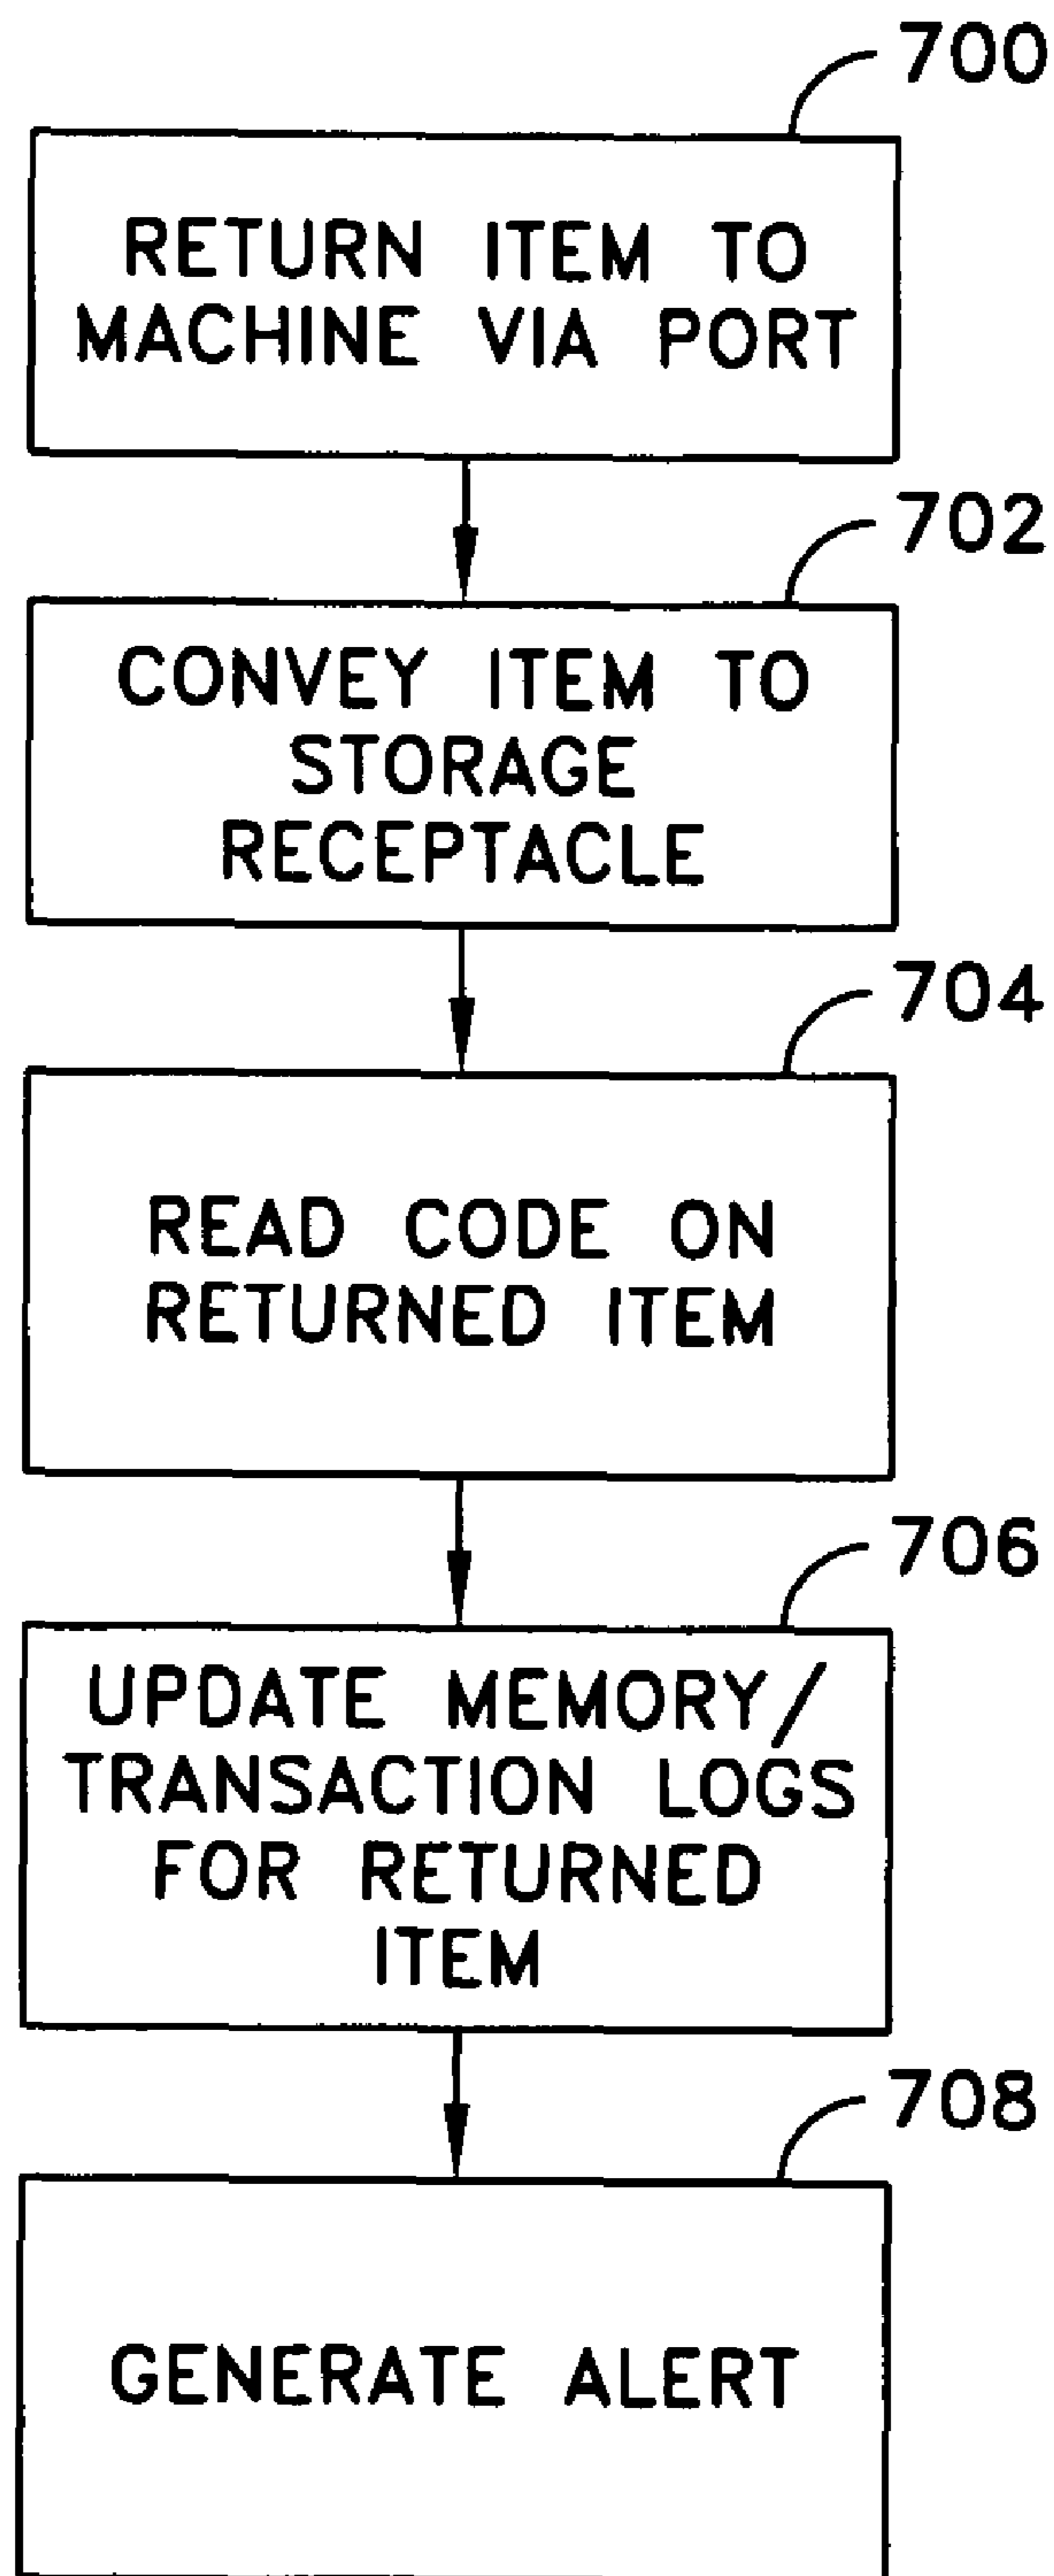 700
RETURN ITEM TO
MACHINE VIA PORT
702
CONVEY ITEM TO
STORAGE
RECEPTACLE
704
READ CODE ON
RETURNED ITEM
706
UPDATE MEMORY/
TRANSACTION LOGS
FOR RETURNED
ITEM
708
GENERATE ALERT